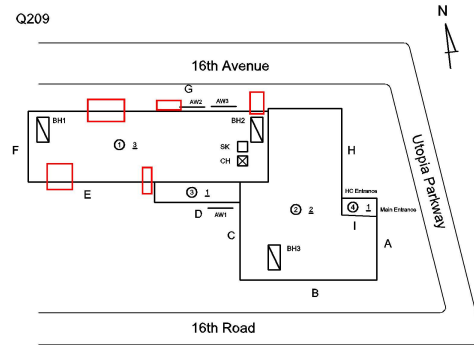 Q209
N
16th Avenue
G
AW2 AW3
BH1
BH2
F
1 3
SK
CH
H
Utopia Parkway
E
3 1
HC Entrance
4 1
Main Entrance
D
AW1
2 2
I
C
A
BH3
B
16th Road